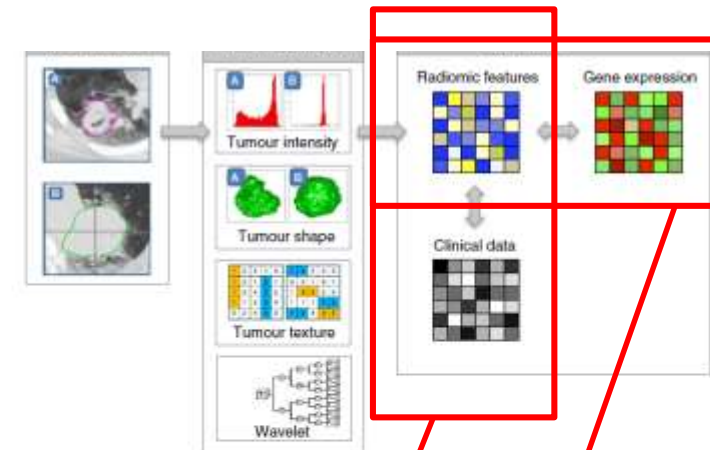 A
B
A
B
Tumour intensity
A
B
Tumour shape
Tumour texture
Wavelet
Radiomic features
Gene expression
Clinical data